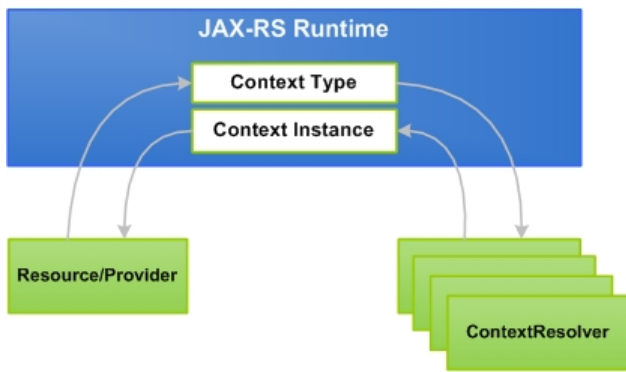 JAX-RS Runtime
Context Type
Context Instance
Resource/Provider
ContextResolver